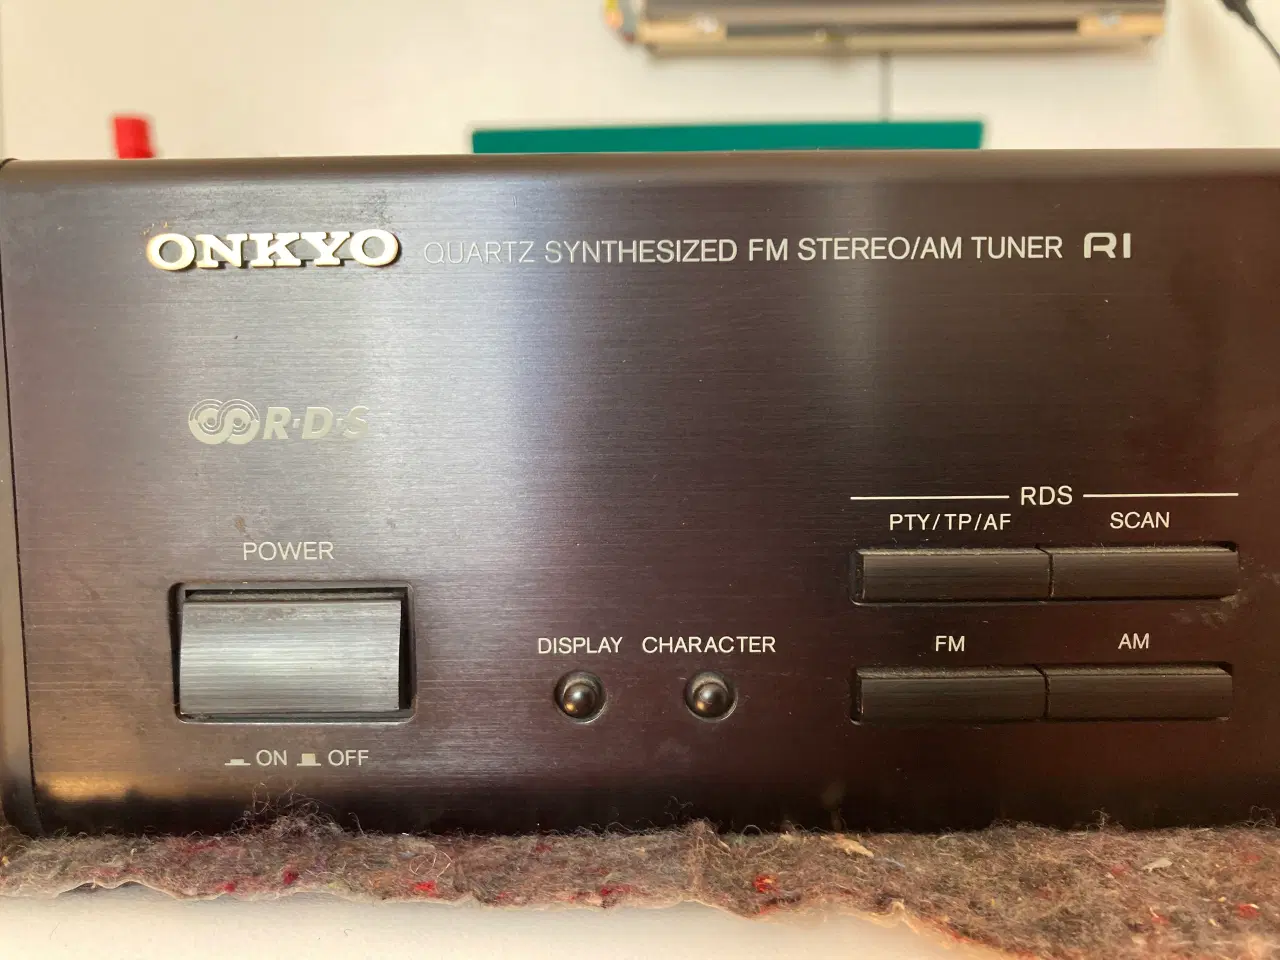 ONKYO QUARTZ SYNTHESIZED FM STEREO/AM TUNER RI
R·D·S
RDS
PTY/TP/AF SCAN
POWER
DISPLAY CHARACTER FM AM
ON OFF